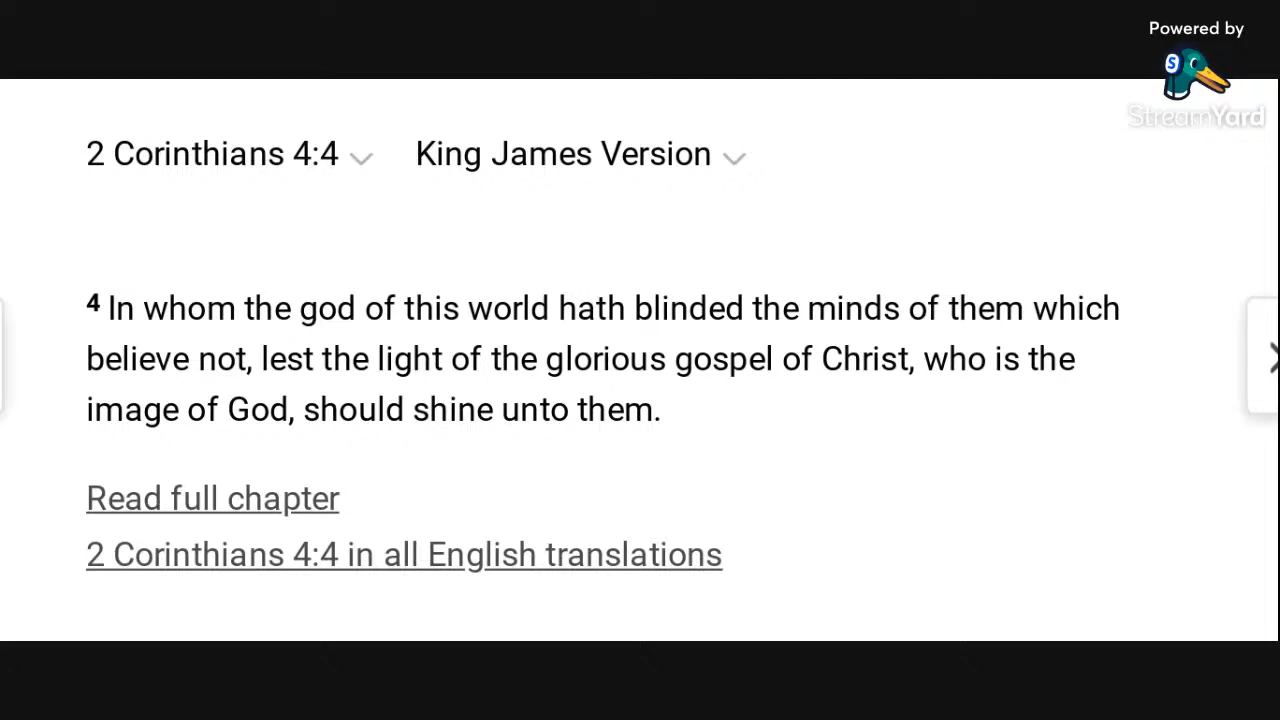 Powered by
S
StreamYard
2 Corinthians 4:4 King James Version
4 In whom the god of this world hath blinded the minds of them which
believe not, lest the light of the glorious gospel of Christ, who is the
image of God, should shine unto them.
Read full chapter
2 Corinthians 4:4 in all English translations